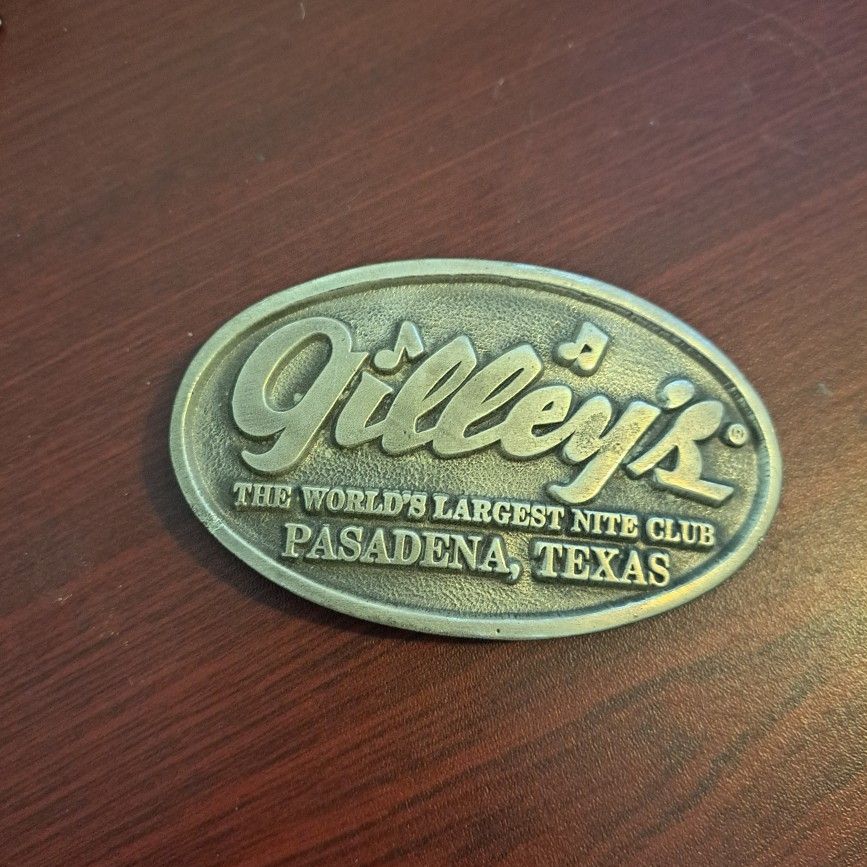 Gilley's ®
THE WORLD'S LARGEST NITE CLUB
PASADENA, TEXAS